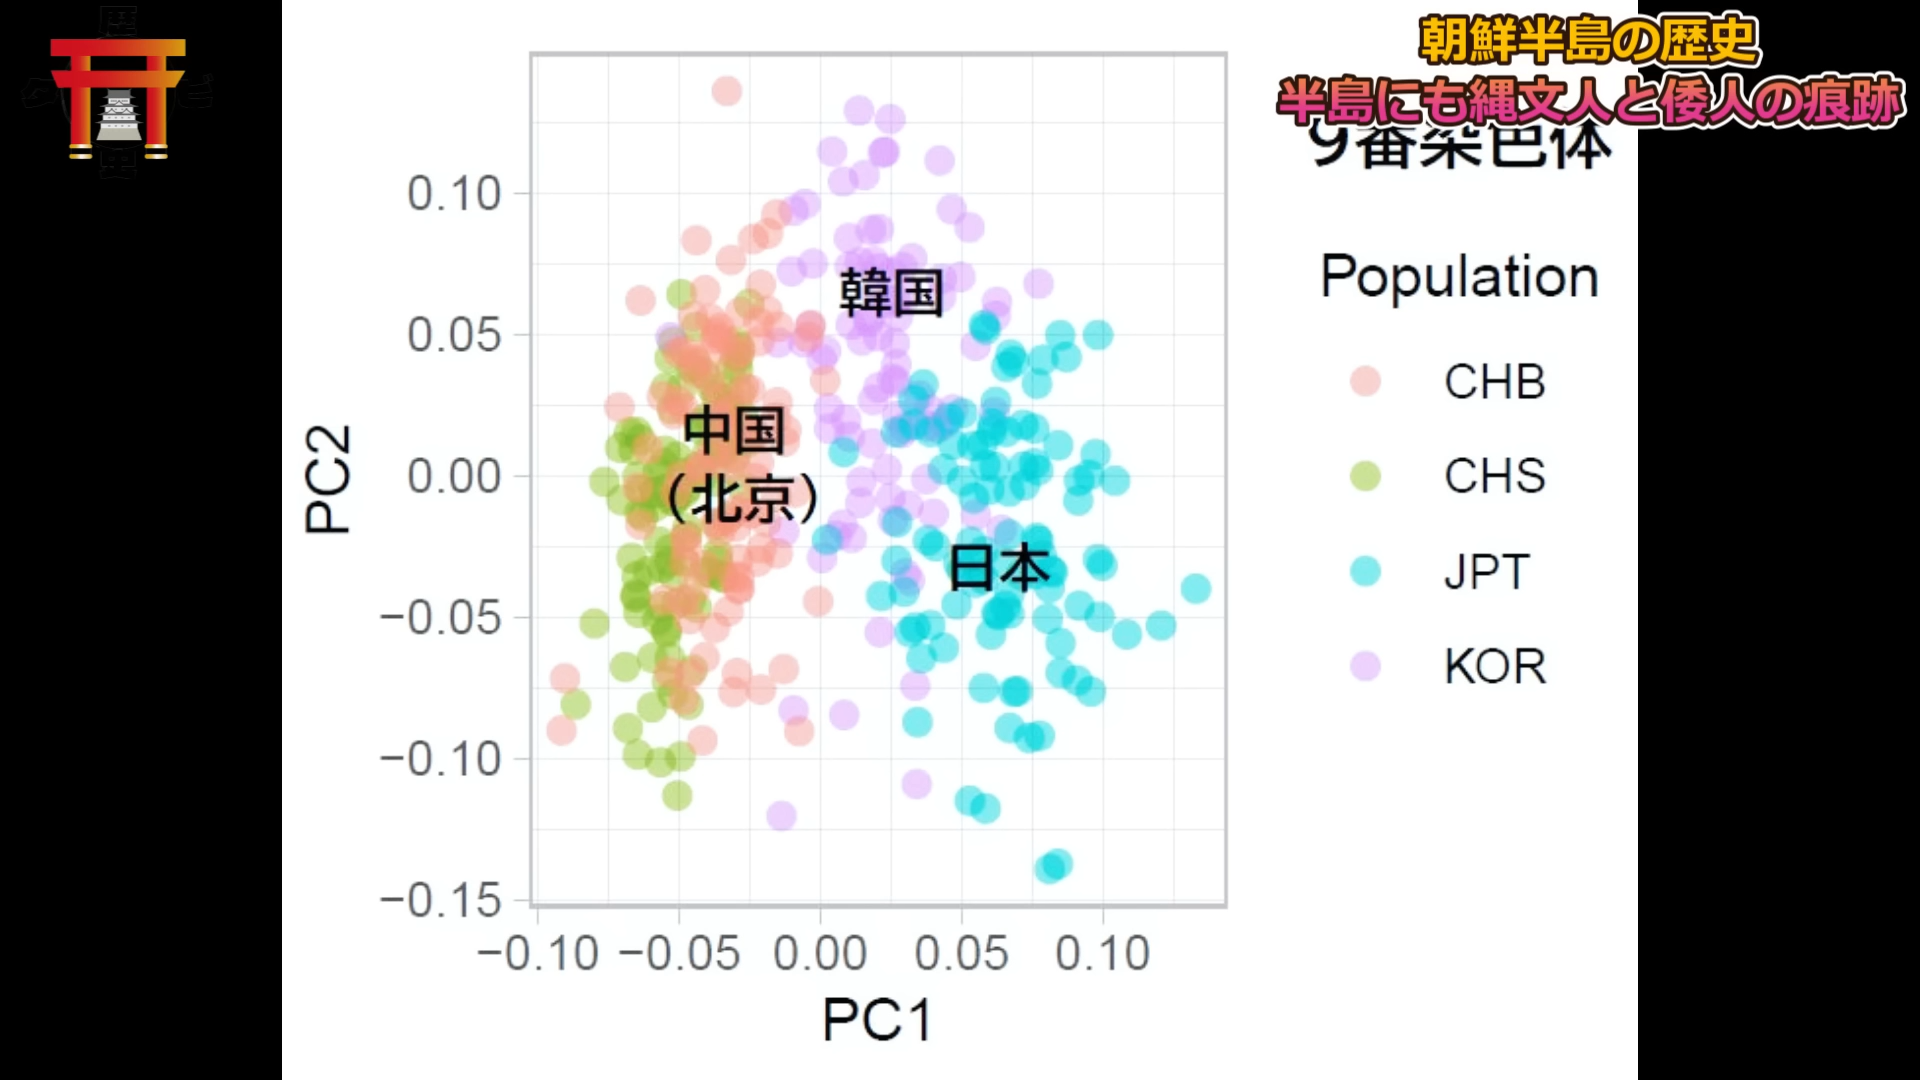 朝鮮半島の歴史
半島にも縄文人と倭人の痕跡
9番染色体
Population
CHB
CHS
JPT
KOR
韓国
中国
（北京）
日本
PC2
0.10
0.05
0.00
−0.05
−0.10
−0.15
−0.10 −0.05 0.00 0.05 0.10
PC1